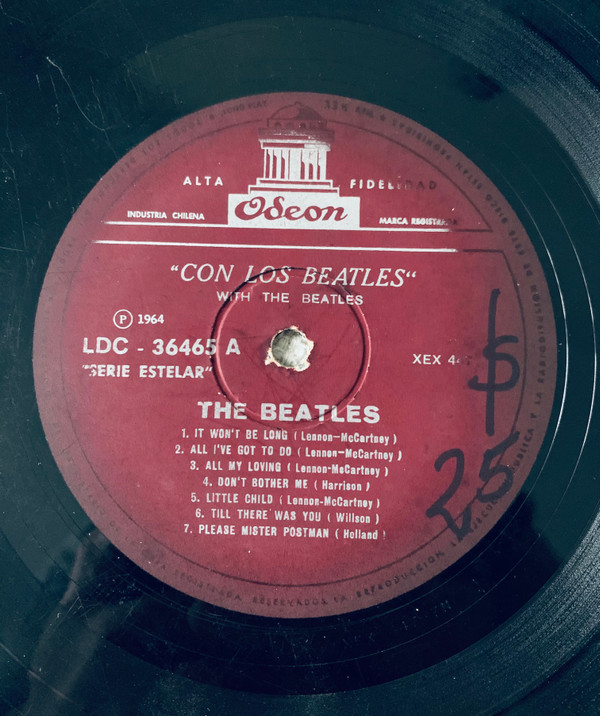 ALTA FIDELIDAD
Odeon
INDUSTRIA CHILENA
MARCA REGISTRADA
"CON LOS BEATLES"
WITH THE BEATLES
Ⓟ 1964
LDC - 36465 A
XEX
"SERIE ESTELAR"
$
25
THE BEATLES
1. IT WON'T BE LONG ( Lennon-McCartney )
2. ALL I'VE GOT TO DO ( Lennon-McCartney )
3. ALL MY LOVING ( Lennon-McCartney )
4. DON'T BOTHER ME ( Harrison )
5. LITTLE CHILD ( Lennon-McCartney )
6. TILL THERE WAS YOU ( Willson )
7. PLEASE MISTER POSTMAN ( Holland )